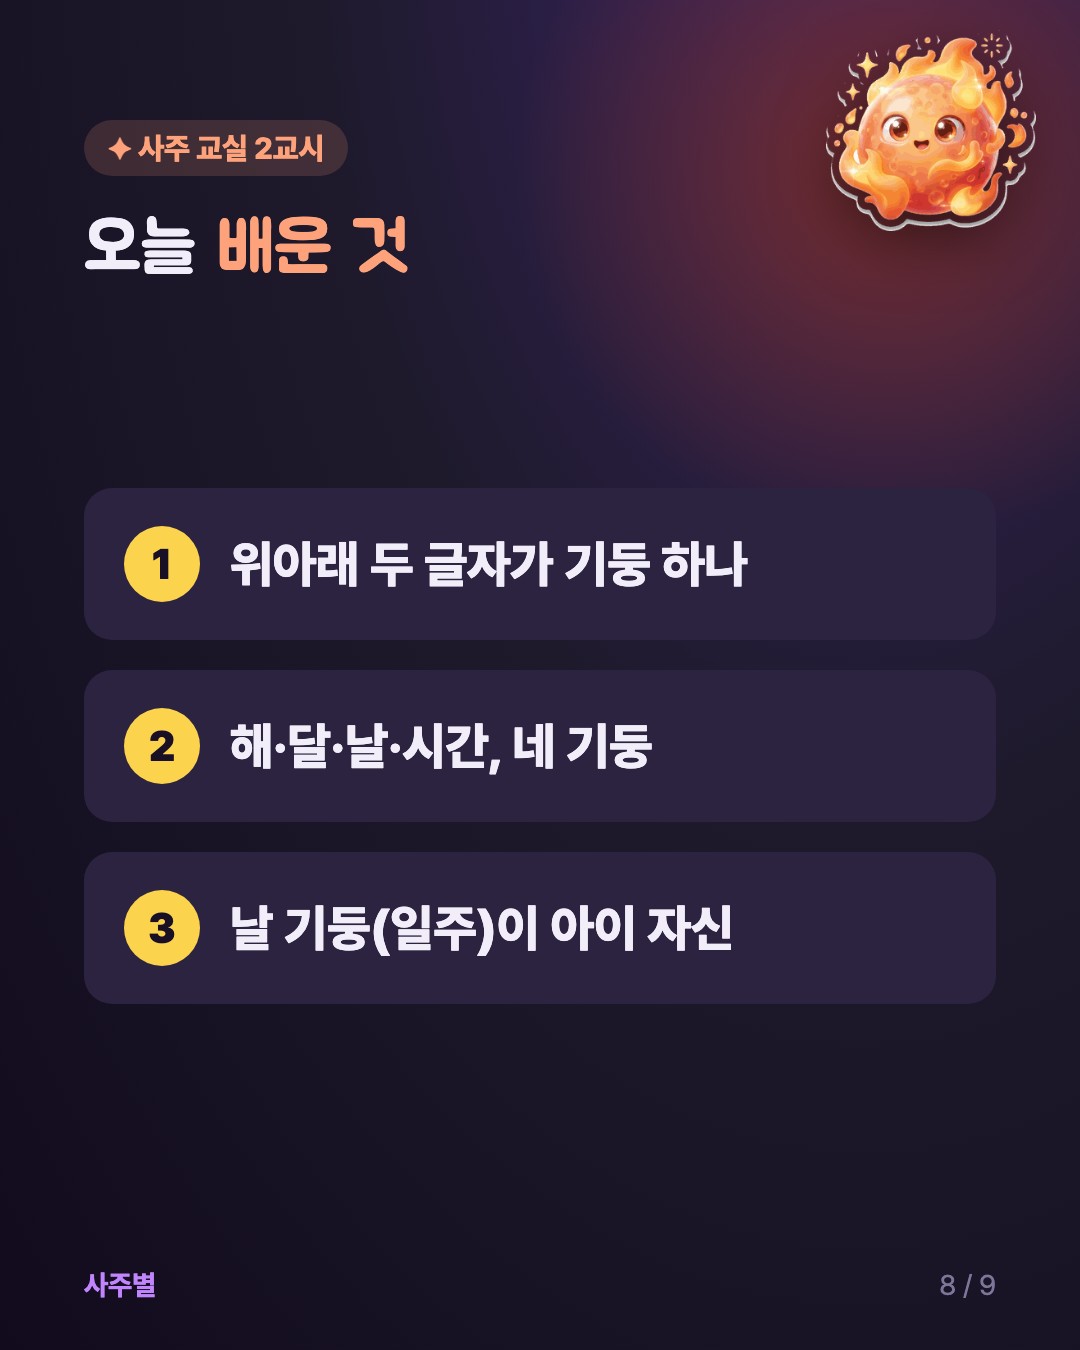 ✦ 사주 교실 2교시
오늘 배운 것
1 위아래 두 글자가 기둥 하나
2 해·달·날·시간, 네 기둥
3 날 기둥(일주)이 아이 자신
사주별
8 / 9